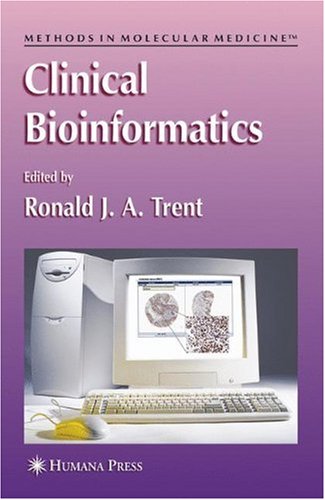 METHODS IN MOLECULAR MEDICINE™
Clinical
Bioinformatics
Edited by
Ronald J. A. Trent
HUMANA PRESS